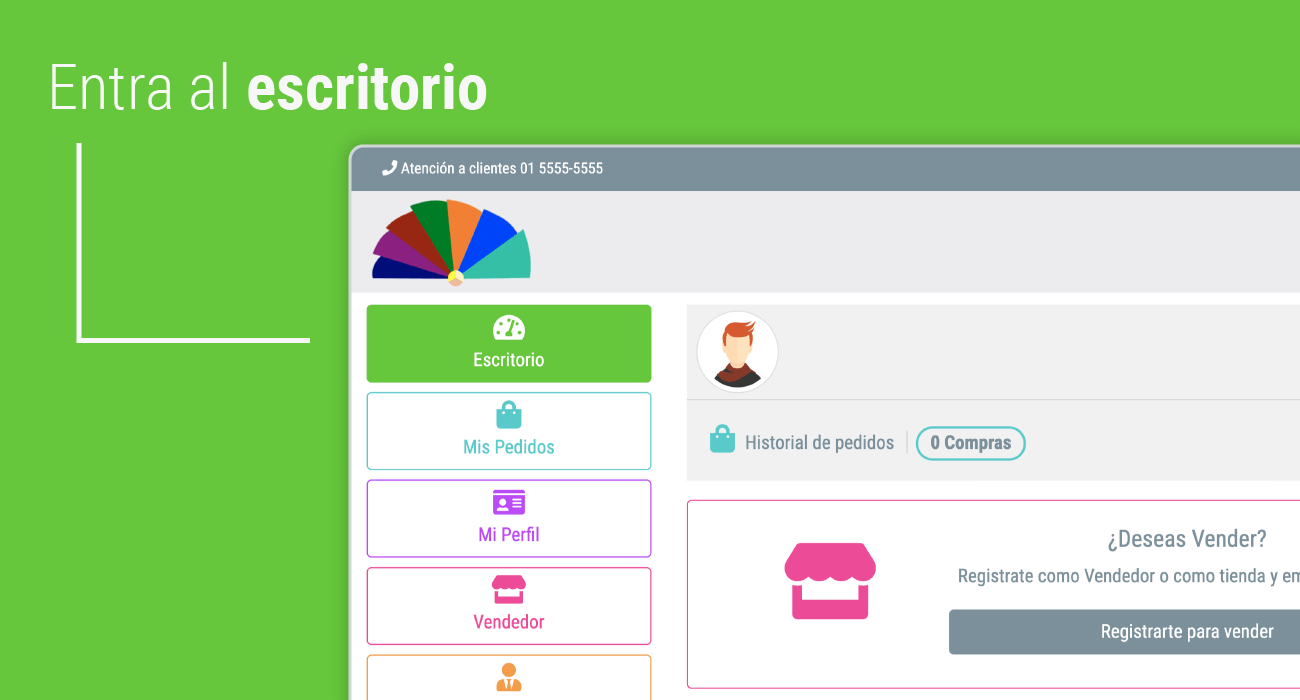 Entra al escritorio
Atención a clientes 01 5555-5555
Escritorio
Mis Pedidos
Mi Perfil
Vendedor
Historial de pedidos
0 Compras
¿Deseas Vender?
Registrate como Vendedor o como tienda y
Registrarte para vender